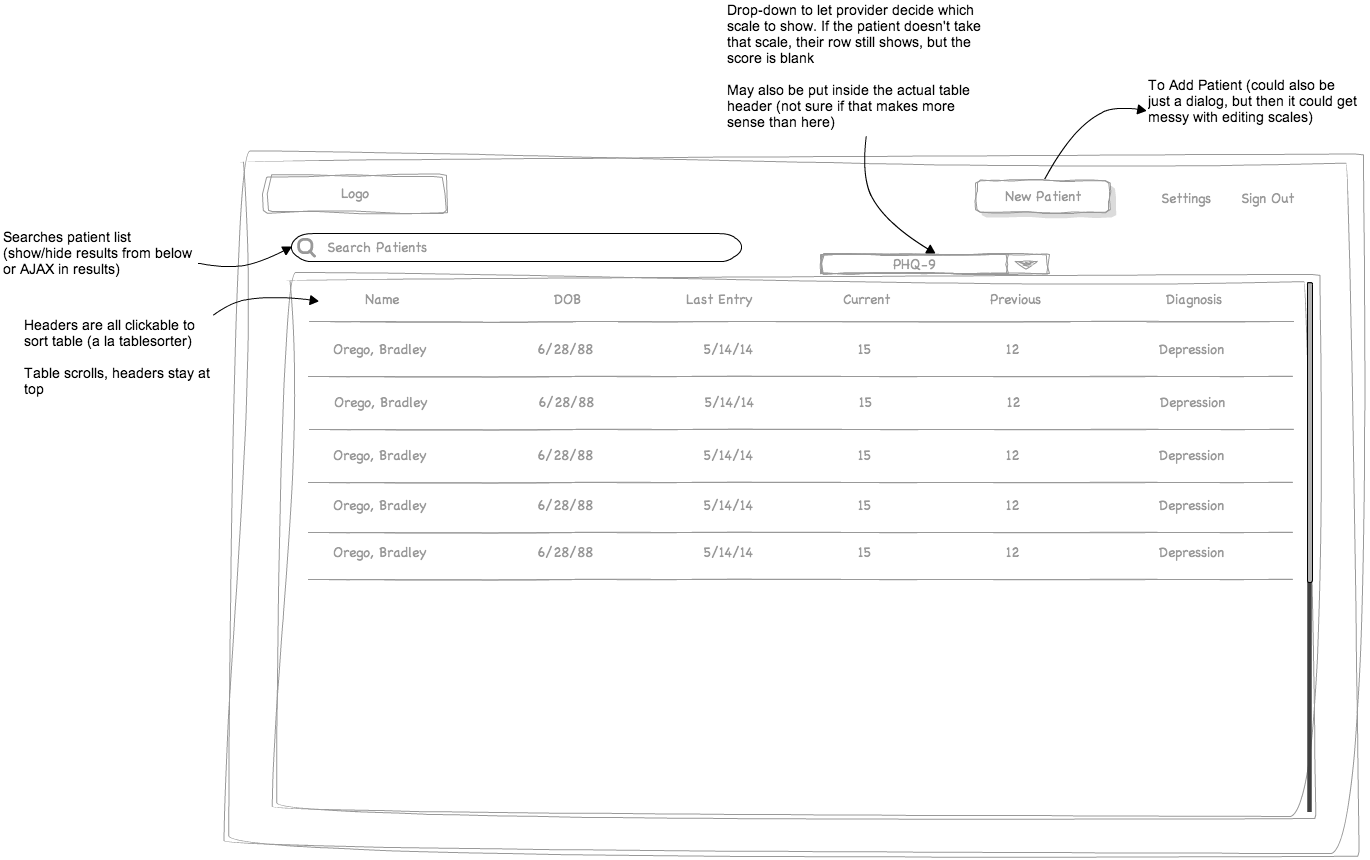 Drop-down to let provider decide which
scale to show. If the patient doesn't take
that scale, their row still shows, but the
score is blank
May also be put inside the actual table
header (not sure if that makes more
sense than here)
To Add Patient (could also be
just a dialog, but then it could get
messy with editing scales)
Logo
New Patient
Settings
Sign Out
Searches patient list
(show/hide results from below
or AJAX in results)
Search Patients
PHQ-9
Headers are all clickable to
sort table (a la tablesorter)
Table scrolls, headers stay at
top
Name DOB Last Entry Current Previous Diagnosis
Orego, Bradley 6/28/88 5/14/14 15 12 Depression
Orego, Bradley 6/28/88 5/14/14 15 12 Depression
Orego, Bradley 6/28/88 5/14/14 15 12 Depression
Orego, Bradley 6/28/88 5/14/14 15 12 Depression
Orego, Bradley 6/28/88 5/14/14 15 12 Depression